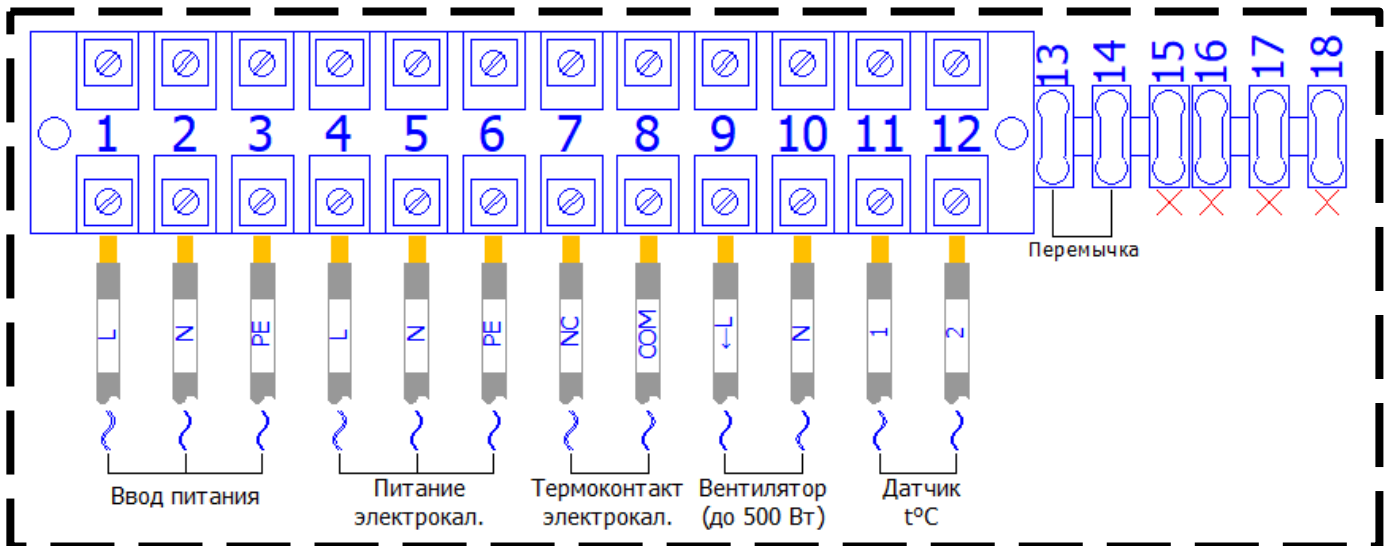 1 2 3 4 5 6 7 8 9 10 11 12 13 14 15 16 17 18
Перемычка
L N PE L N PE NC COM ←L N 1 2
Ввод питания
Питание
электрокал.
Термоконтакт
электрокал.
Вентилятор
(до 500 Вт)
Датчик
t°C